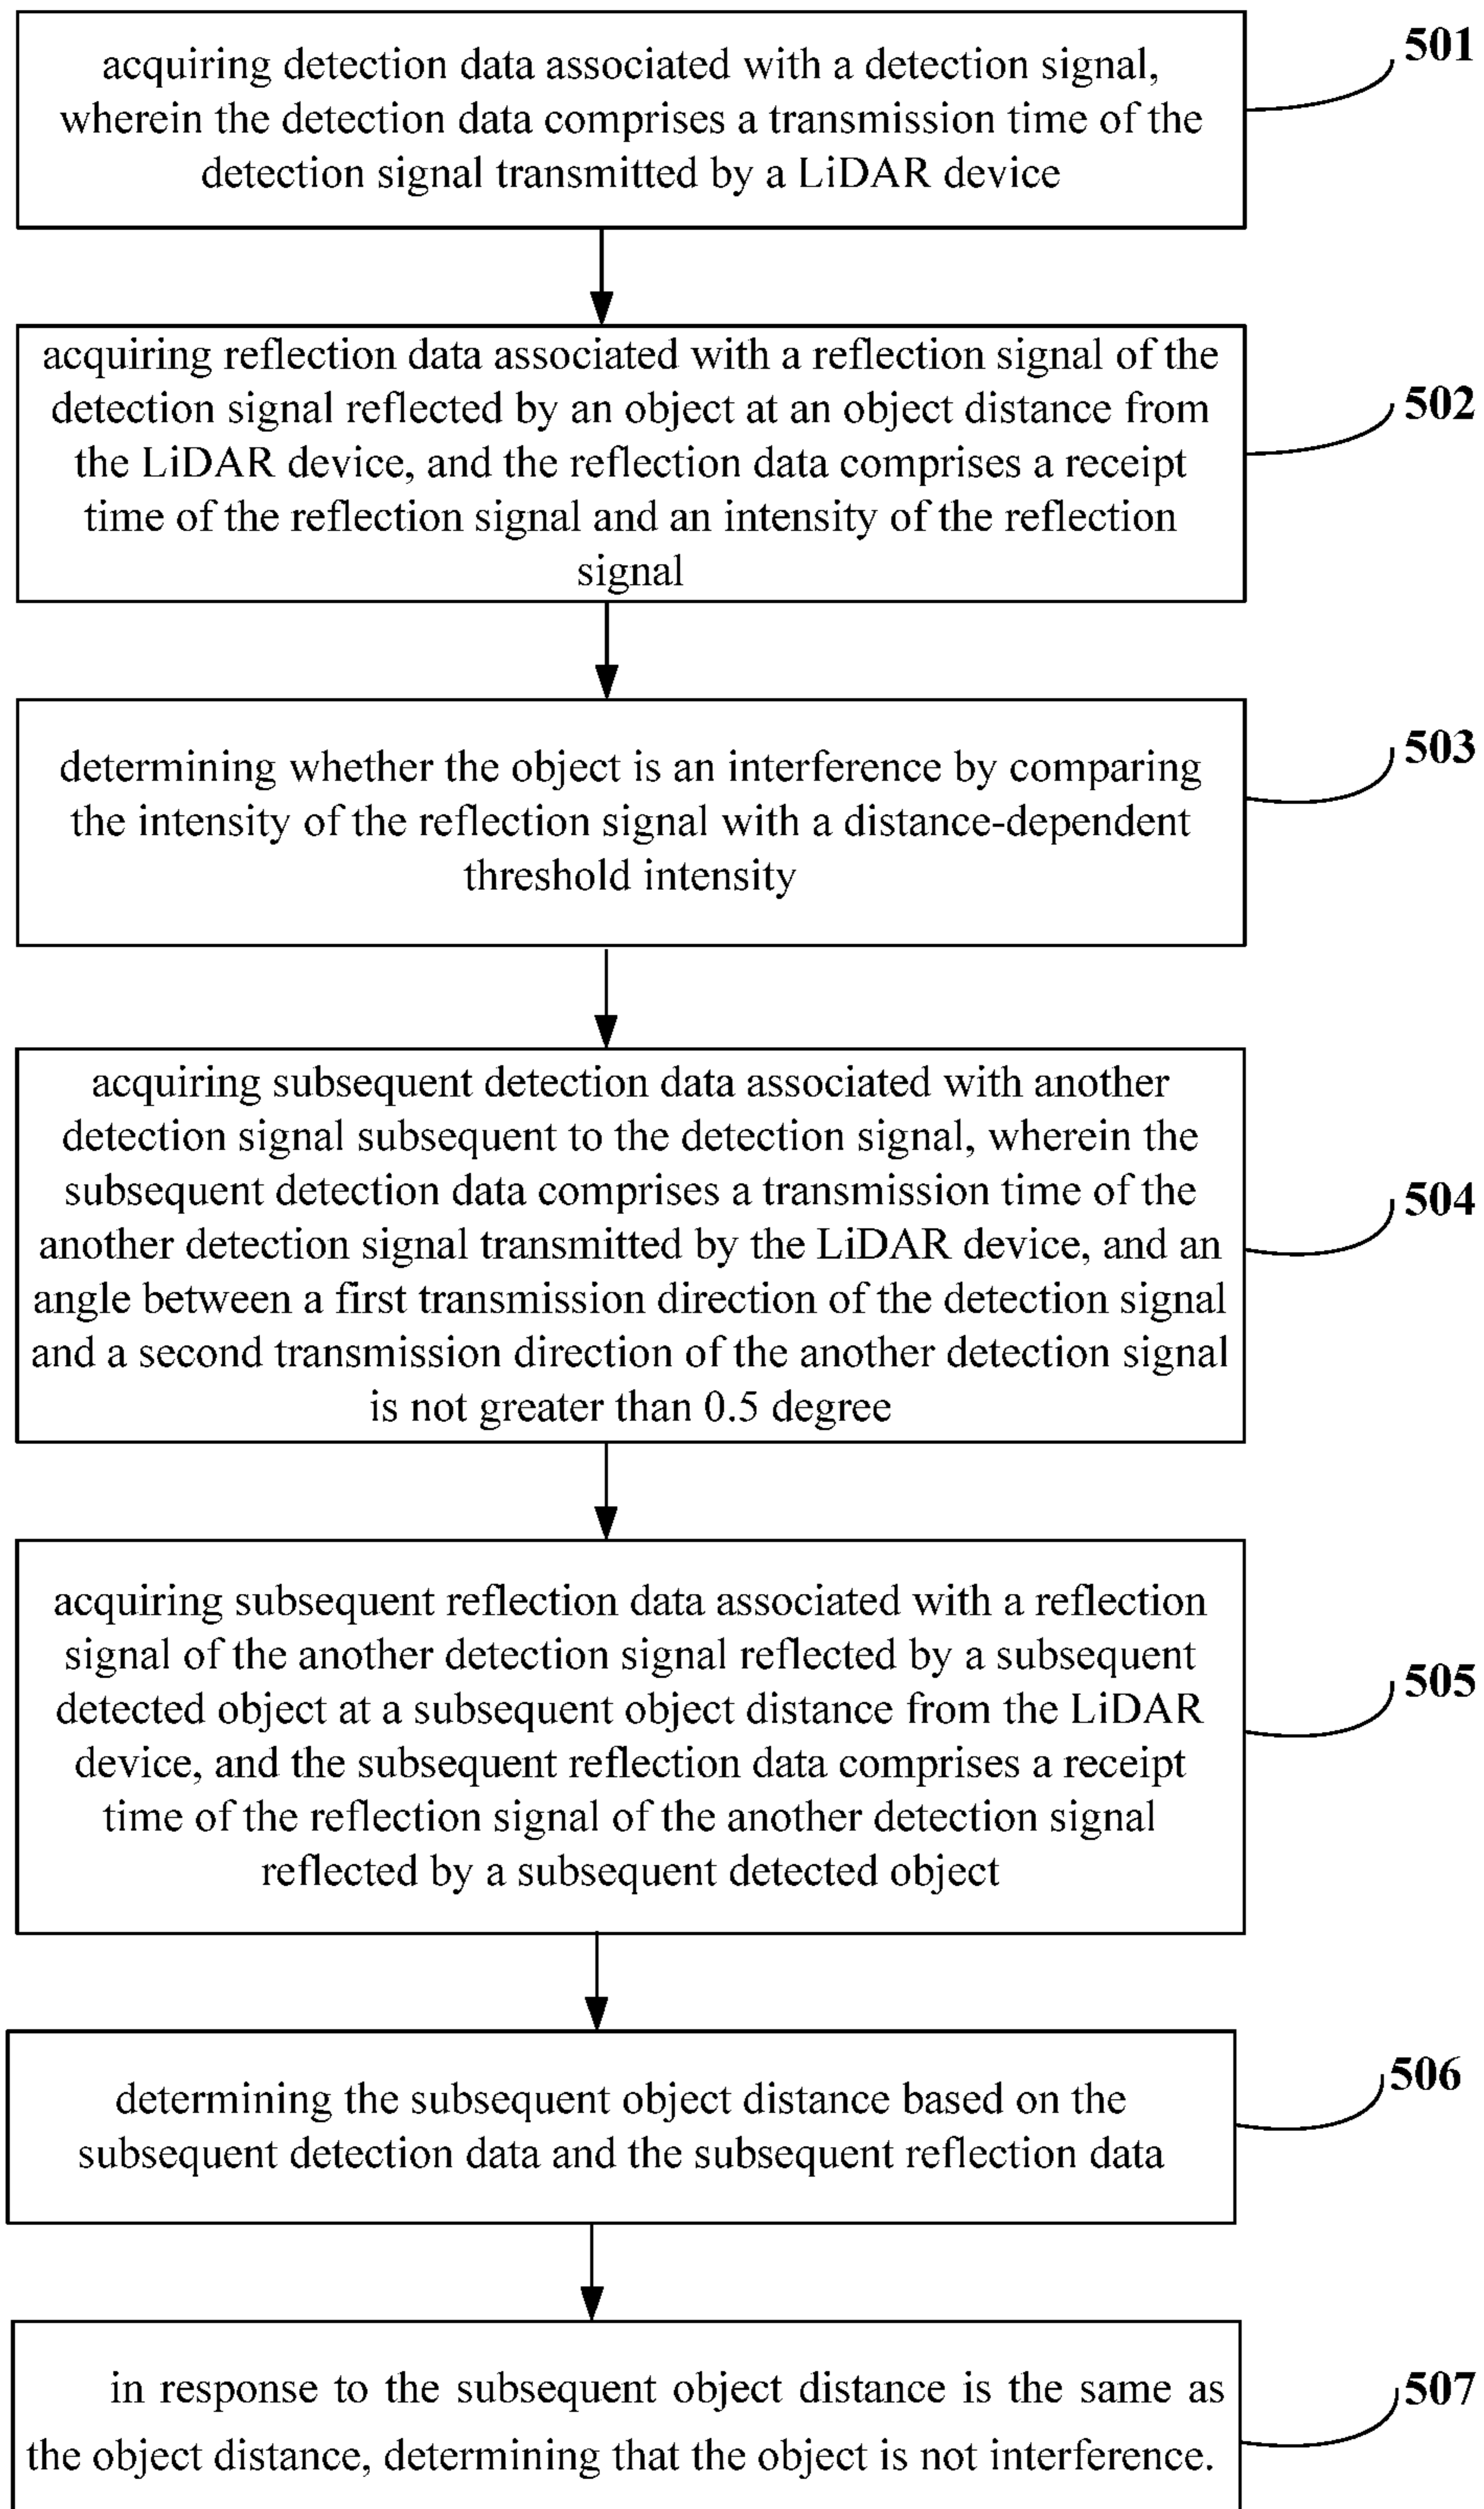 acquiring detection data associated with a detection signal,
wherein the detection data comprises a transmission time of the
detection signal transmitted by a LiDAR device
501
acquiring reflection data associated with a reflection signal of the
detection signal reflected by an object at an object distance from
the LiDAR device, and the reflection data comprises a receipt
time of the reflection signal and an intensity of the reflection
signal
502
determining whether the object is an interference by comparing
the intensity of the reflection signal with a distance-dependent
threshold intensity
503
acquiring subsequent detection data associated with another
detection signal subsequent to the detection signal, wherein the
subsequent detection data comprises a transmission time of the
another detection signal transmitted by the LiDAR device, and an
angle between a first transmission direction of the detection signal
and a second transmission direction of the another detection signal
is not greater than 0.5 degree
504
acquiring subsequent reflection data associated with a reflection
signal of the another detection signal reflected by a subsequent
detected object at a subsequent object distance from the LiDAR
device, and the subsequent reflection data comprises a receipt
time of the reflection signal of the another detection signal
reflected by a subsequent detected object
505
determining the subsequent object distance based on the
subsequent detection data and the subsequent reflection data
506
in response to the subsequent object distance is the same as
the object distance, determining that the object is not interference.
507